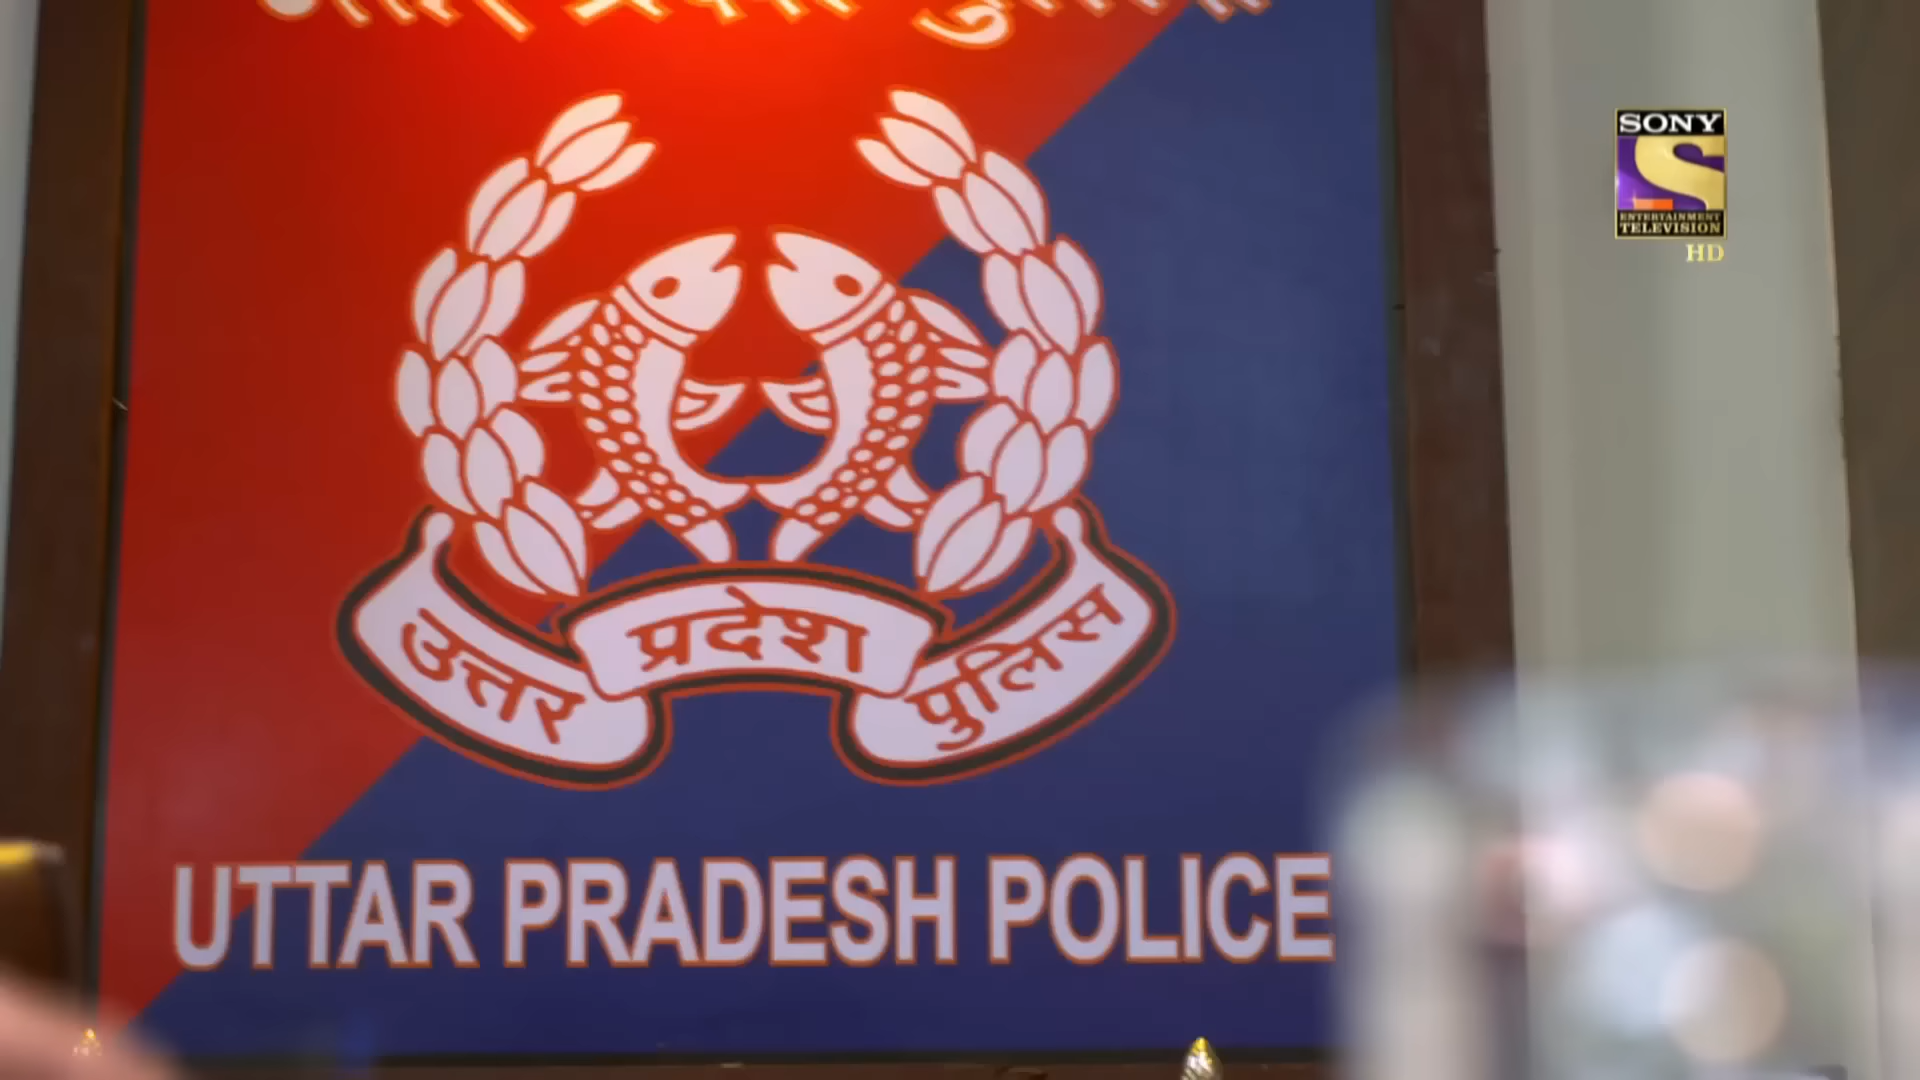 SONY
ENTERTAINMENT
TELEVISION
HD
उत्तर प्रदेश पुलिस
UTTAR PRADESH POLICE